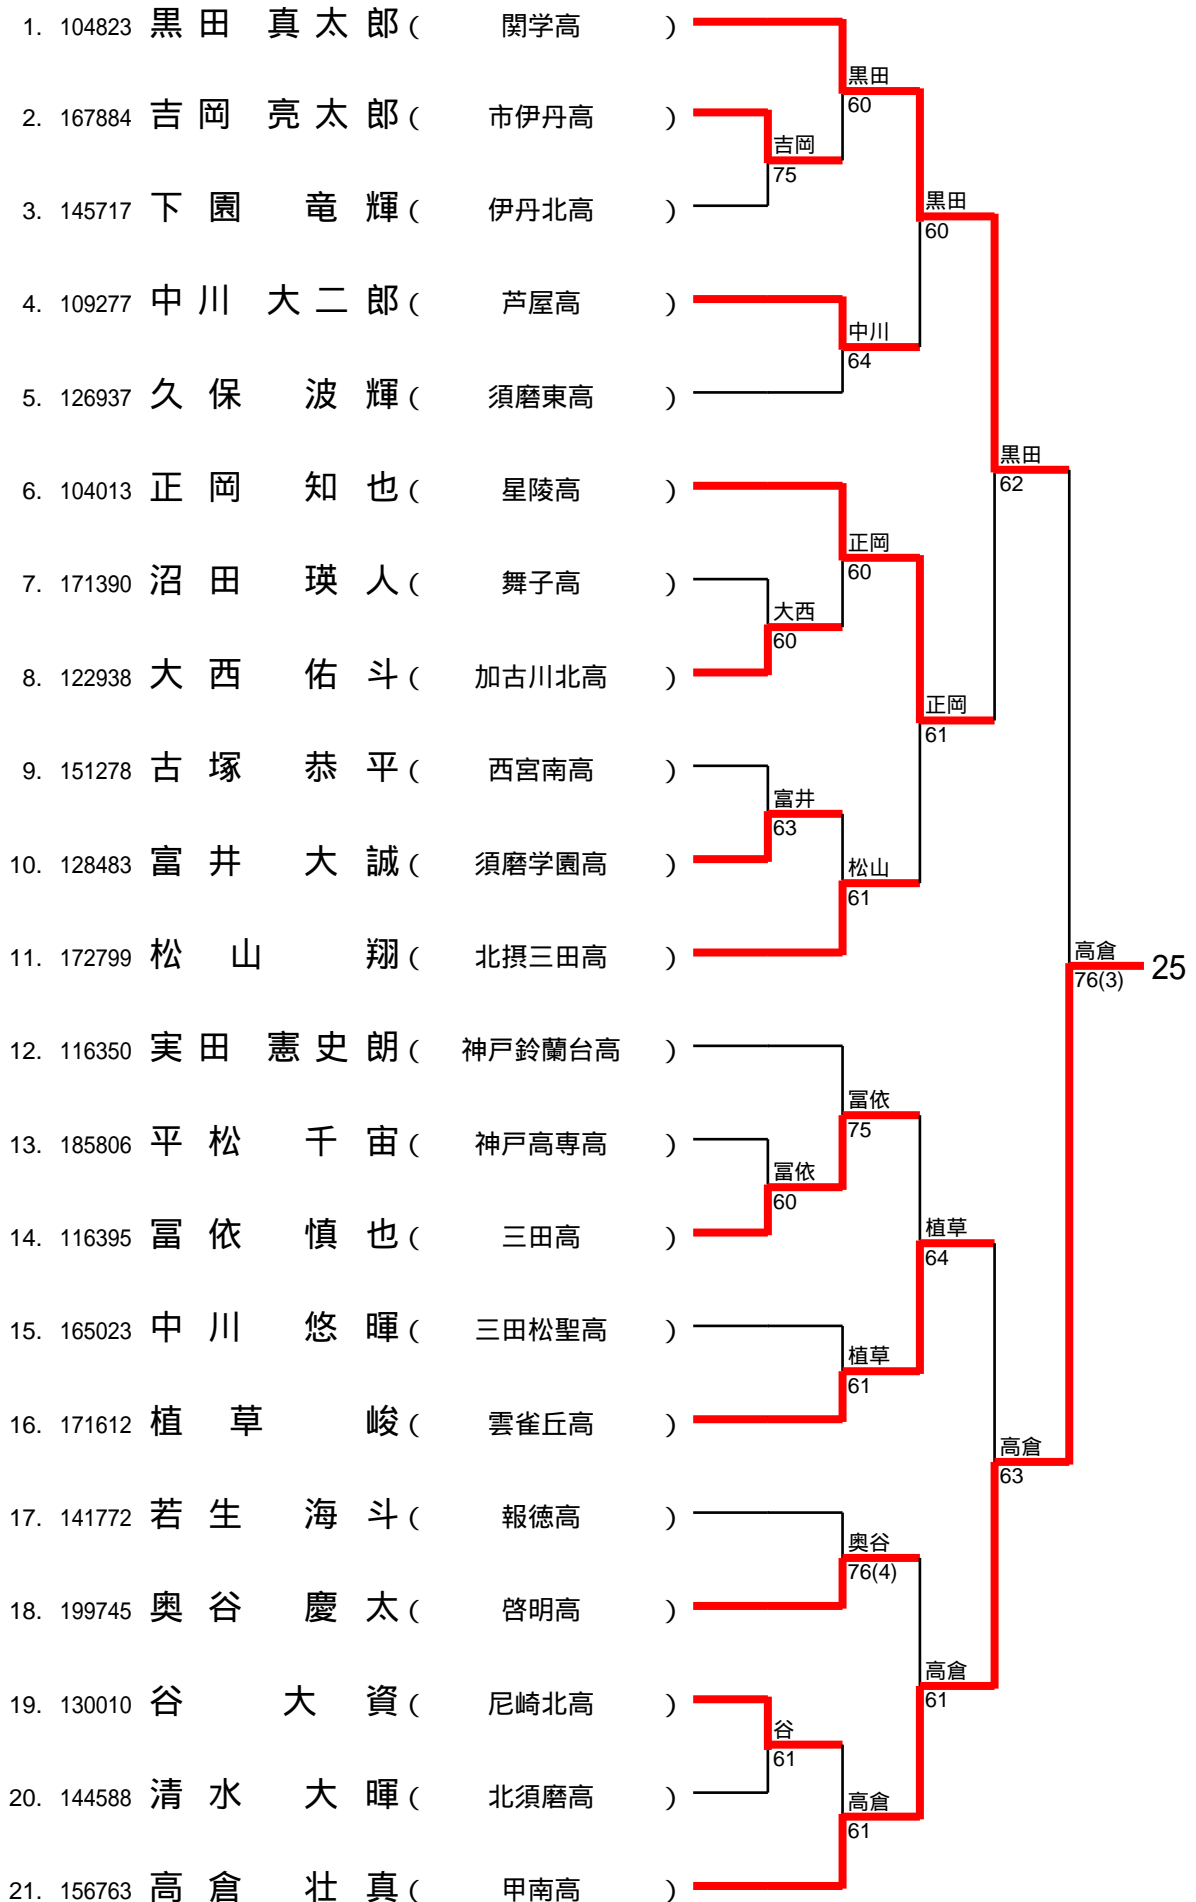 1. 104823 黒田 真太郎 ( 関学高 )
黒田
60
2. 167884 吉岡 亮太郎 ( 市伊丹高 )
吉岡
75
3. 145717 下園 竜輝 ( 伊丹北高 )
黒田
60
4. 109277 中川 大二郎 ( 芦屋高 )
中川
64
5. 126937 久保 波輝 ( 須磨東高 )
黒田
62
6. 104013 正岡 知也 ( 星陵高 )
正岡
60
7. 171390 沼田 瑛人 ( 舞子高 )
大西
60
8. 122938 大西 佑斗 ( 加古川北高 )
正岡
61
9. 151278 古塚 恭平 ( 西宮南高 )
富井
63
10. 128483 富井 大誠 ( 須磨学園高 )
松山
61
11. 172799 松山 翔 ( 北摂三田高 )
高倉
76(3)
25
12. 116350 実田 憲史朗 ( 神戸鈴蘭台高 )
冨依
75
13. 185806 平松 千宙 ( 神戸高専高 )
冨依
60
14. 116395 冨依 慎也 ( 三田高 )
植草
64
15. 165023 中川 悠暉 ( 三田松聖高 )
植草
61
16. 171612 植草 峻 ( 雲雀丘高 )
高倉
63
17. 141772 若生 海斗 ( 報徳高 )
奥谷
76(4)
18. 199745 奥谷 慶太 ( 啓明高 )
高倉
61
19. 130010 谷 大資 ( 尼崎北高 )
谷
61
20. 144588 清水 大暉 ( 北須磨高 )
高倉
61
21. 156763 高倉 壮真 ( 甲南高 )